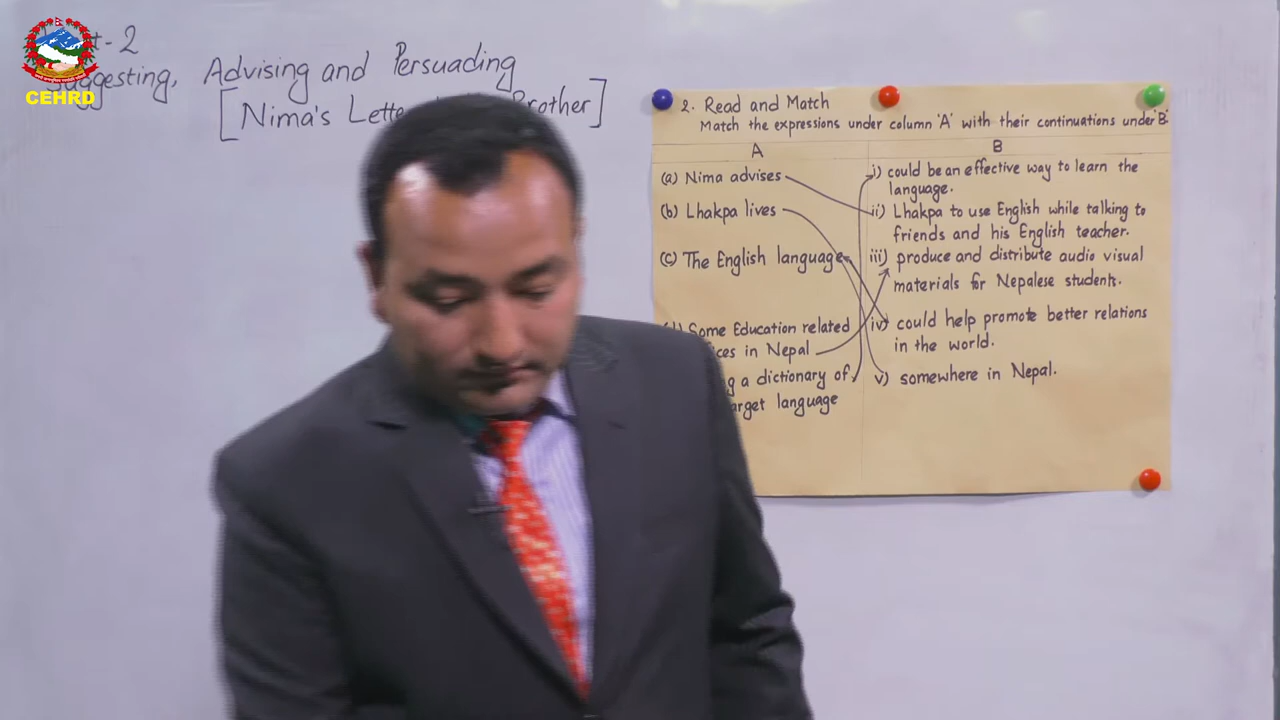 t-2
Suggesting, Advising and Persuading
[Nima's Lette Brother]
CEHRD
2. Read and Match
Match the expressions under column 'A' with their continuations under 'B'
A
(a) Nima advises
(b) Lhakpa lives
(c) The English language
Some Education related
ces in Nepal
g a dictionary of
arget language
B
i) could be an effective way to learn the
language.
ii) Lhakpa to use English while talking to
friends and his English teacher.
iii) produce and distribute audio visual
materials for Nepalese students.
iv) could help promote better relations
in the world.
v) somewhere in Nepal.